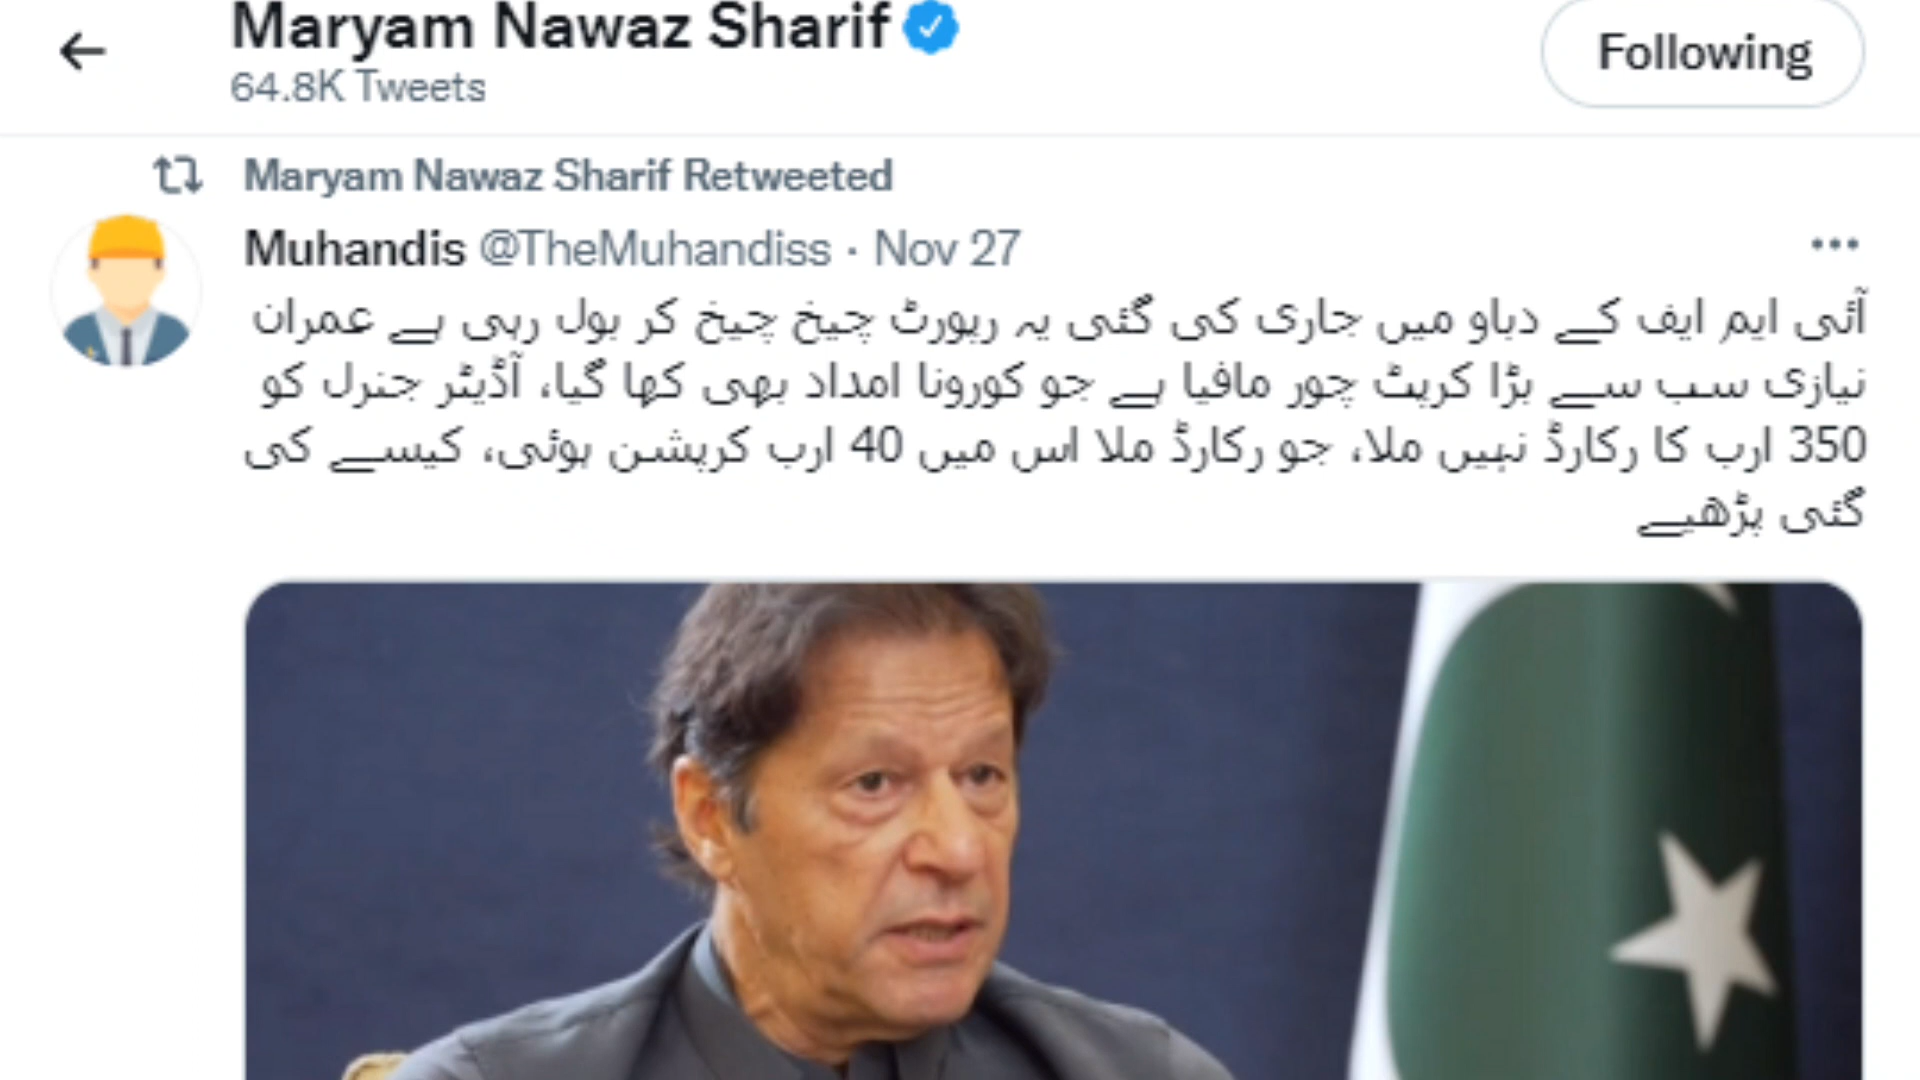 Maryam Nawaz Sharif
64.8K Tweets
Following
Maryam Nawaz Sharif Retweeted
Muhandis @TheMuhandiss · Nov 27
آئی ایم ایف کے دباو میں جاری کی گئی یہ رپورٹ چیخ چیخ کر بول رہی ہے عمران
نیازی سب سے بڑا کرپٹ چور مافیا ہے جو کورونا امداد بھی کھا گیا، آڈیٹر جنرل کو
350 ارب کا رکارڈ نہیں ملا، جو رکارڈ ملا اس میں 40 ارب کرپشن ہوئی، کیسے کی
گئی پڑھیے